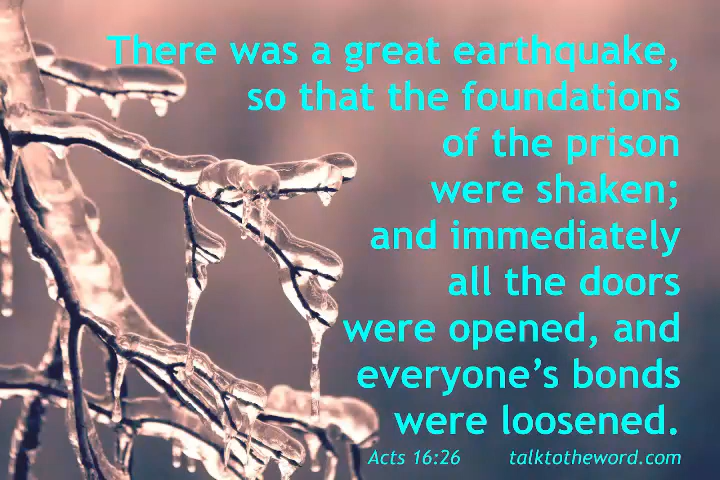 There was a great earthquake,
so that the foundations
of the prison
were shaken;
and immediately
all the doors
were opened, and
everyone’s bonds
were loosened.
Acts 16:26 talktotheword.com